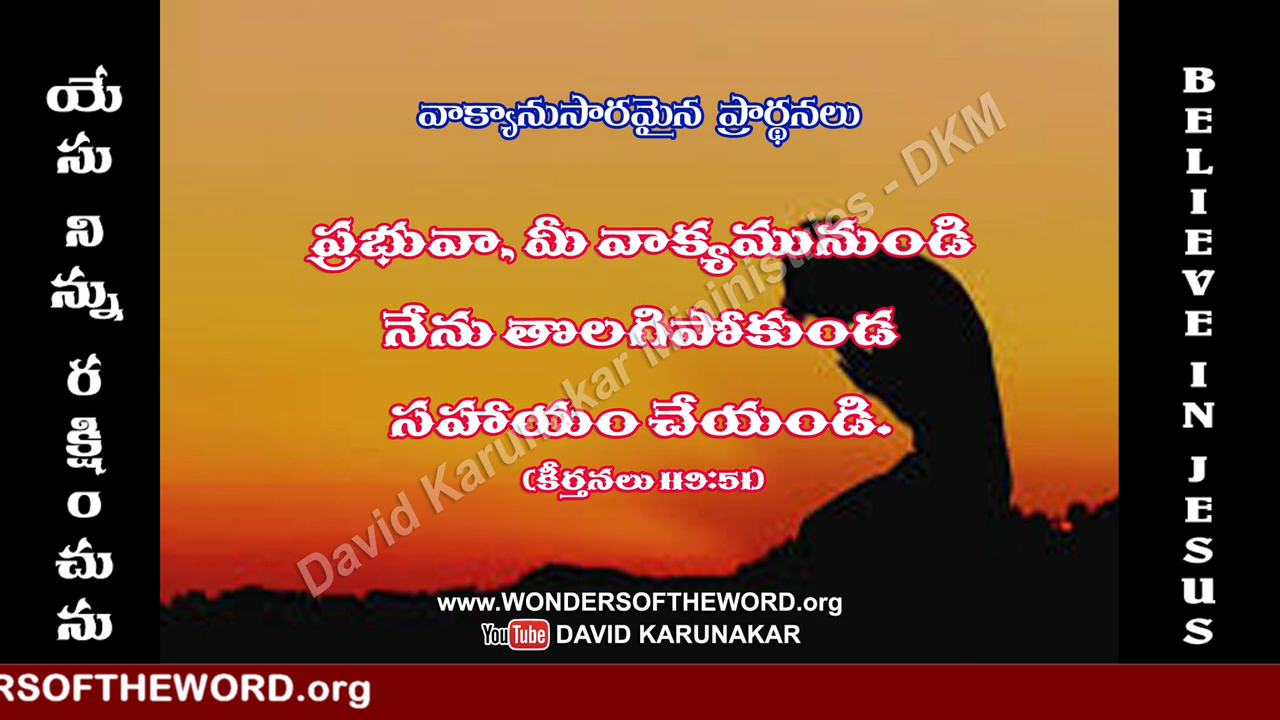 యేసు నిన్ను రక్షించును
వాక్యానుసారమైన ప్రార్థనలు
ప్రభువా, మీ వాక్యమునుండి
నేను తొలగిపోకుండ
సహాయం చేయండి.
(కీర్తనలు 119:51)
David Karunakar Mininistries - DKM
www.WONDERSOFTHEWORD.org
YouTube DAVID KARUNAKAR
BELIEVE IN JESUS
RSOFTHEWORD.org